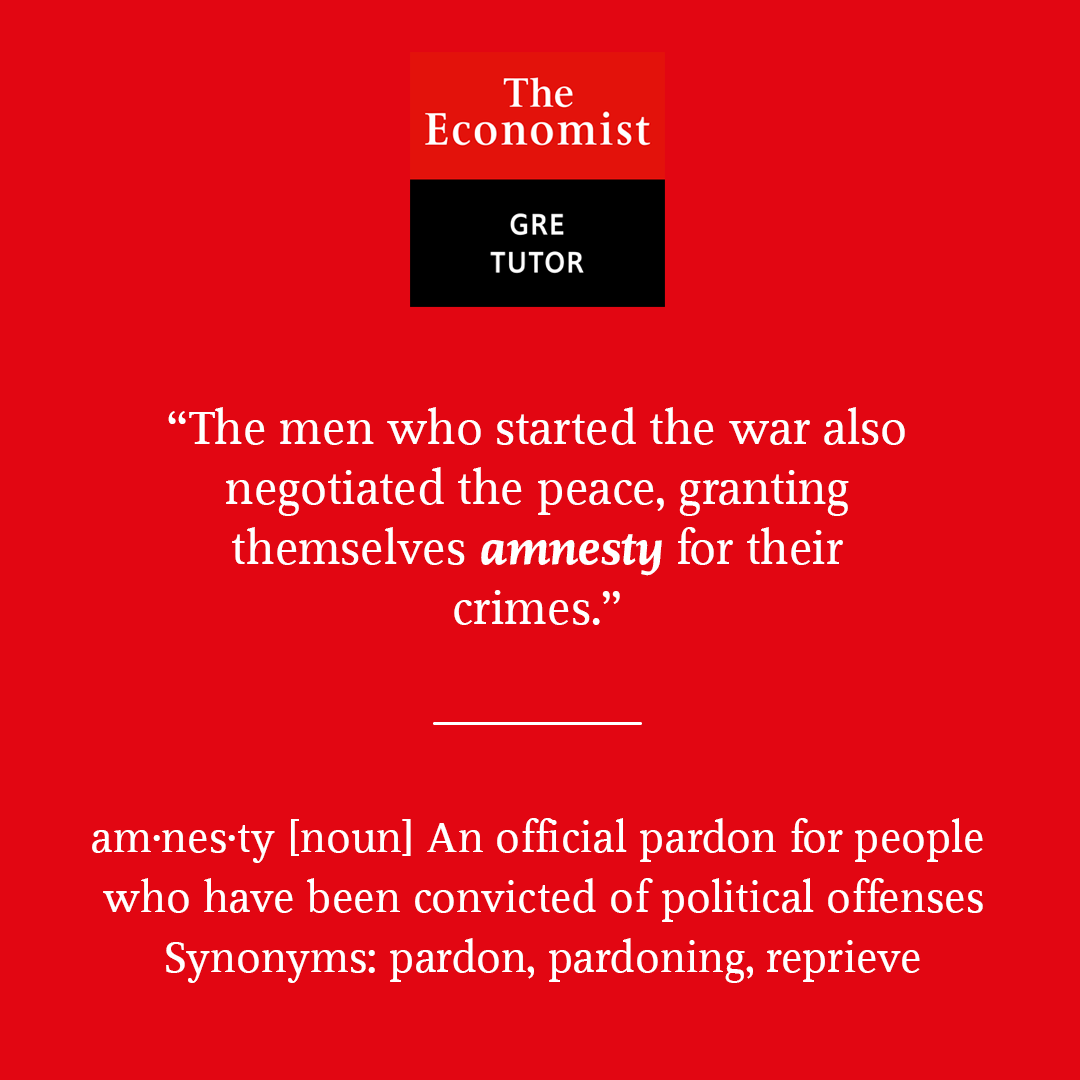 The
Economist
GRE
TUTOR
“The men who started the war also
negotiated the peace, granting
themselves amnesty for their
crimes.”
am·nes·ty [noun] An official pardon for people
who have been convicted of political offenses
Synonyms: pardon, pardoning, reprieve